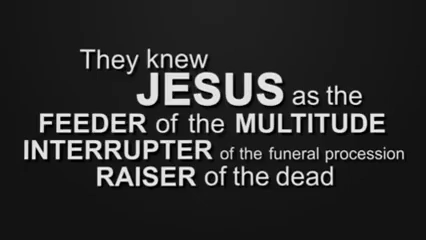 They knew
JESUS as the
FEEDER of the MULTITUDE
INTERRUPTER of the funeral procession
RAISER of the dead